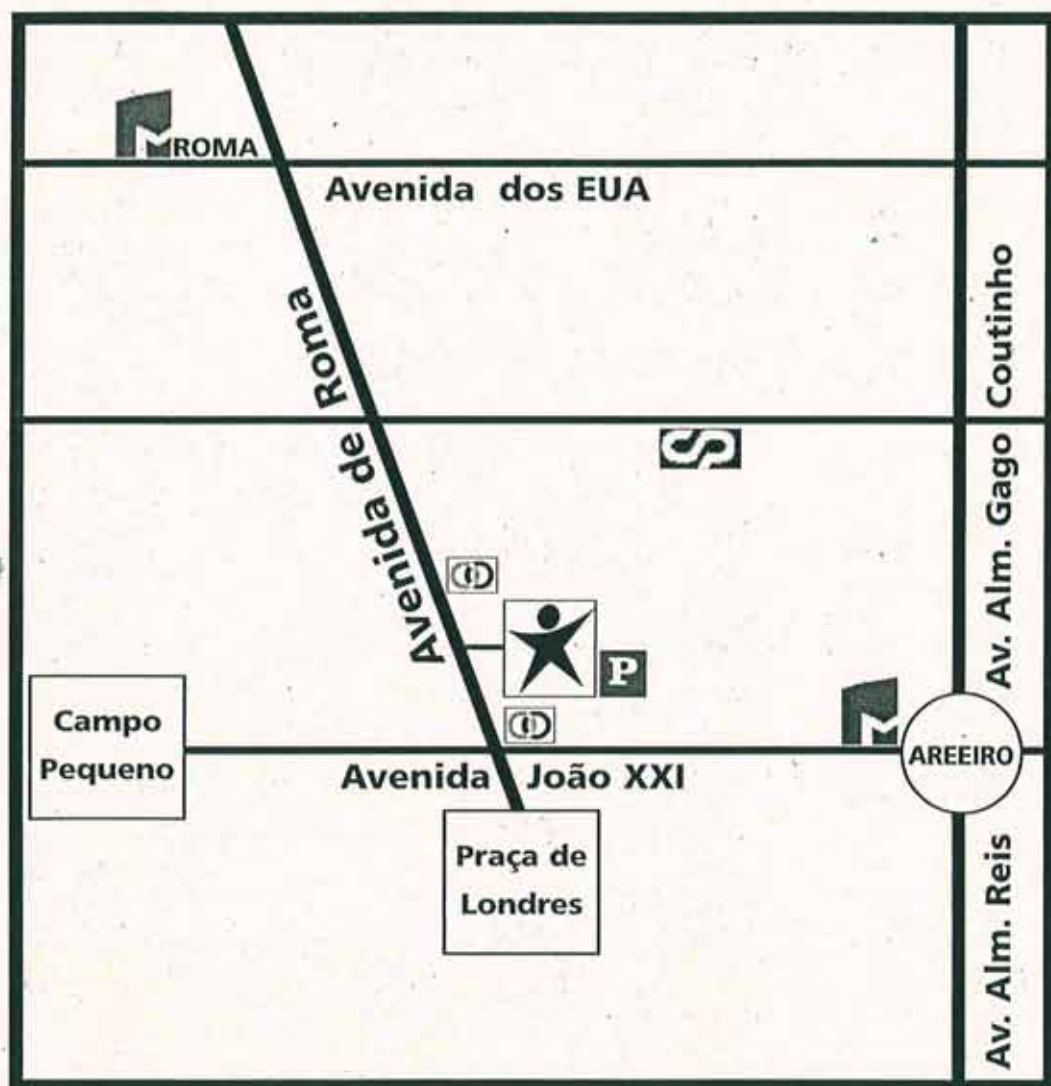 ROMA
Avenida dos EUA
Avenida de Roma
Av. Alm. Gago Coutinho
P
Campo
Pequeno
AREEIRO
Avenida João XXI
Praça de
Londres
Av. Alm. Reis